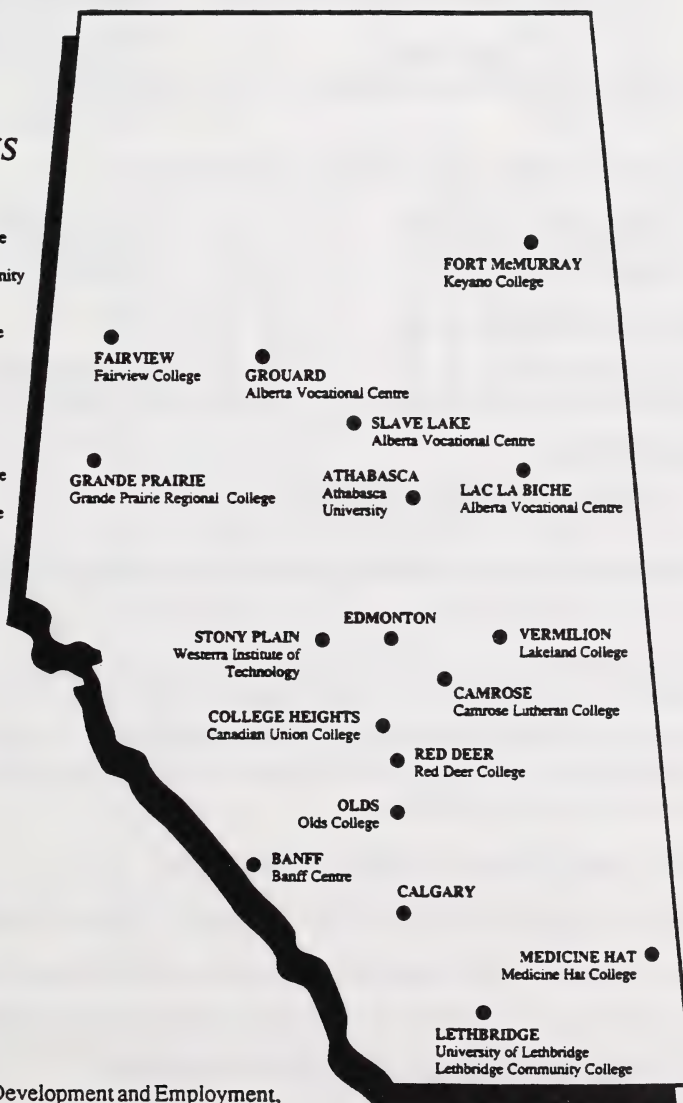 S
e
nity
e
e
e
FORT McMURRAY
Keyano College
FAIRVIEW
Fairview College
GROUARD
Alberta Vocational Centre
SLAVE LAKE
Alberta Vocational Centre
GRANDE PRAIRIE
Grande Prairie Regional College
ATHABASCA
Athabasca
University
LAC LA BICHE
Alberta Vocational Centre
STONY PLAIN
Westerra Institute of
Technology
EDMONTON
VERMILION
Lakeland College
CAMROSE
Camrose Lutheran College
COLLEGE HEIGHTS
Canadian Union College
RED DEER
Red Deer College
OLDS
Olds College
BANFF
Banff Centre
CALGARY
MEDICINE HAT
Medicine Hat College
LETHBRIDGE
University of Lethbridge
Lethbridge Community College
Development and Employment,